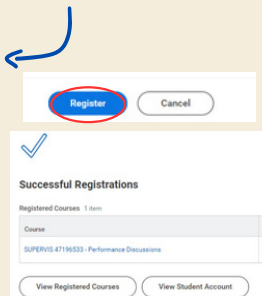 Register Cancel
Successful Registrations
Registered Courses 1 item
Course
SUPERVIS 47196533 - Performance Discussions
View Registered Courses View Student Account